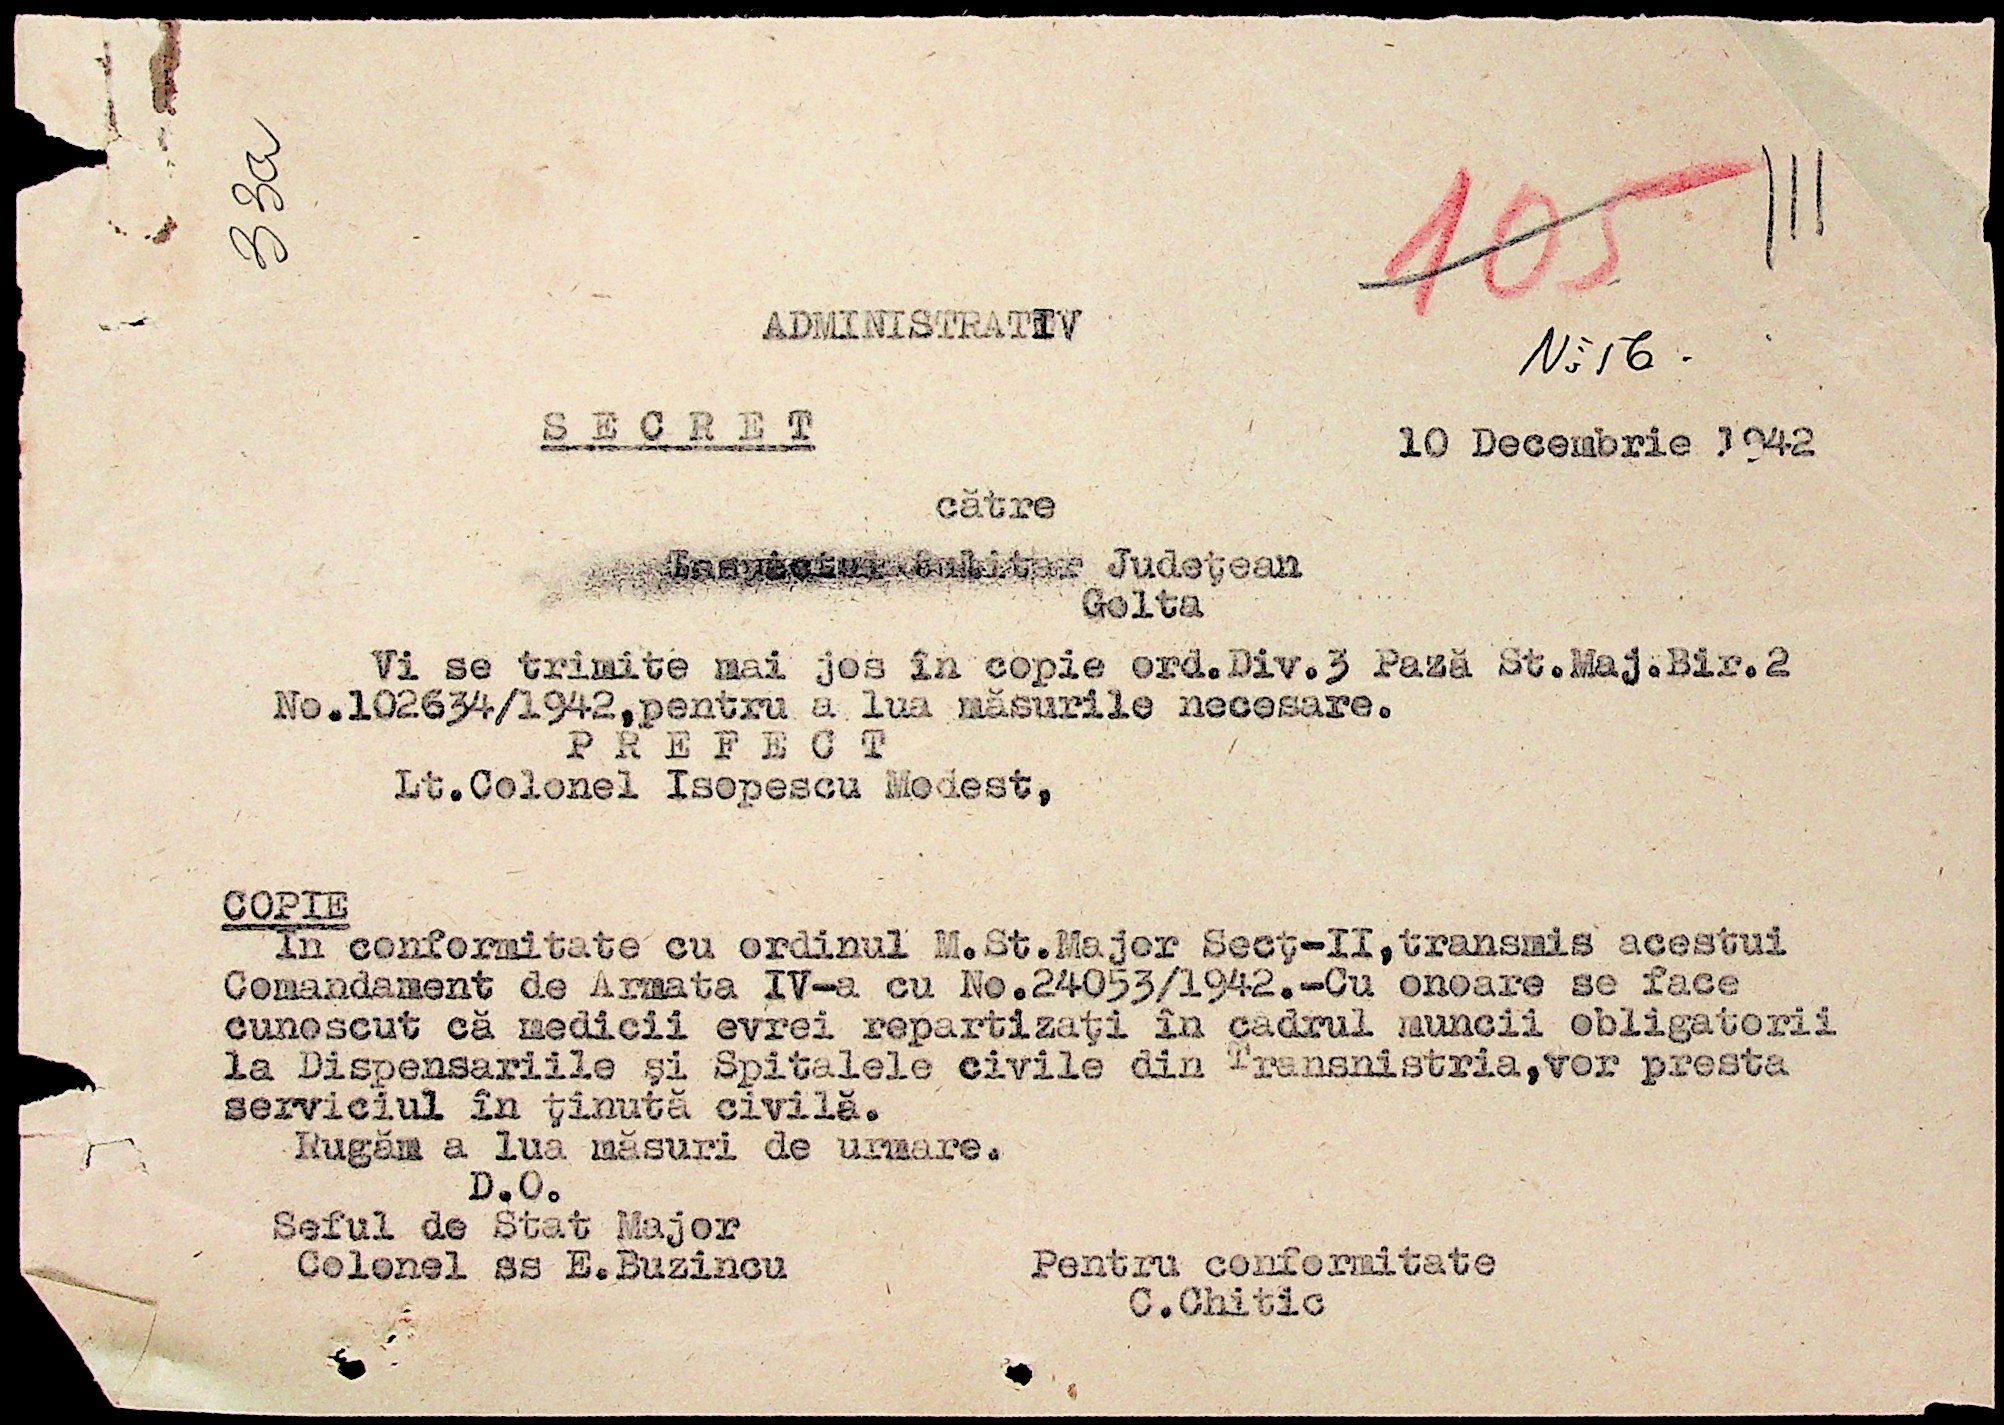 33a
105 111
No 16.
ADMINISTRATIV
SECRET
10 Decembrie 1942
către
Județean
Golta
Vi se trimite mai jos în copie ord.Div.3 Pază St.Maj.Bir.2
No.102634/1942,pentru a lua măsurile necesare.
PREFECT
Lt.Colonel Isopescu Modest,
COPIE
In conformitate cu ordinul M.St.Major Secț-II,transmis acestui
Comandament de Armata IV-a cu No.24053/1942.-Cu onoare se face
cunoscut că medicii evrei repartizați în cadrul muncii obligatorii
la Dispensariile și Spitalele civile din Transnistria,vor presta
serviciul în ținută civilă.
Rugăm a lua măsuri de urmare.
D.O.
Seful de Stat Major
Colonel ss E.Buzincu
Pentru conformitate
C.Chitic